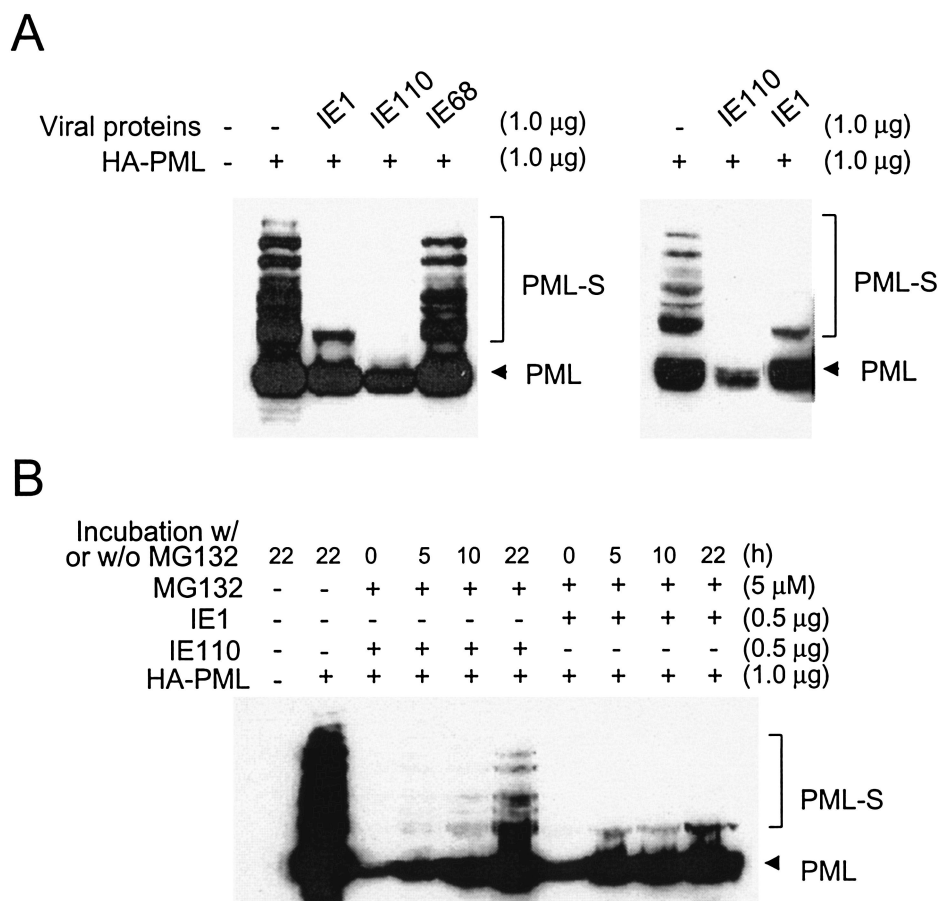 A
IE1 IE110 IE68
Viral proteins - - (1.0 μg)
HA-PML - + + + + (1.0 μg)
IE110 IE1
- (1.0 μg)
+ + + (1.0 μg)
PML-S
PML
PML-S
PML
B
Incubation w/
or w/o MG132 22 22 0 5 10 22 0 5 10 22 (h)
MG132 - - + + + + + + + + (5 μM)
IE1 - - - - - - + + + + (0.5 μg)
IE110 - - + + + + - - - - (0.5 μg)
HA-PML - + + + + + + + + + (1.0 μg)
PML-S
PML